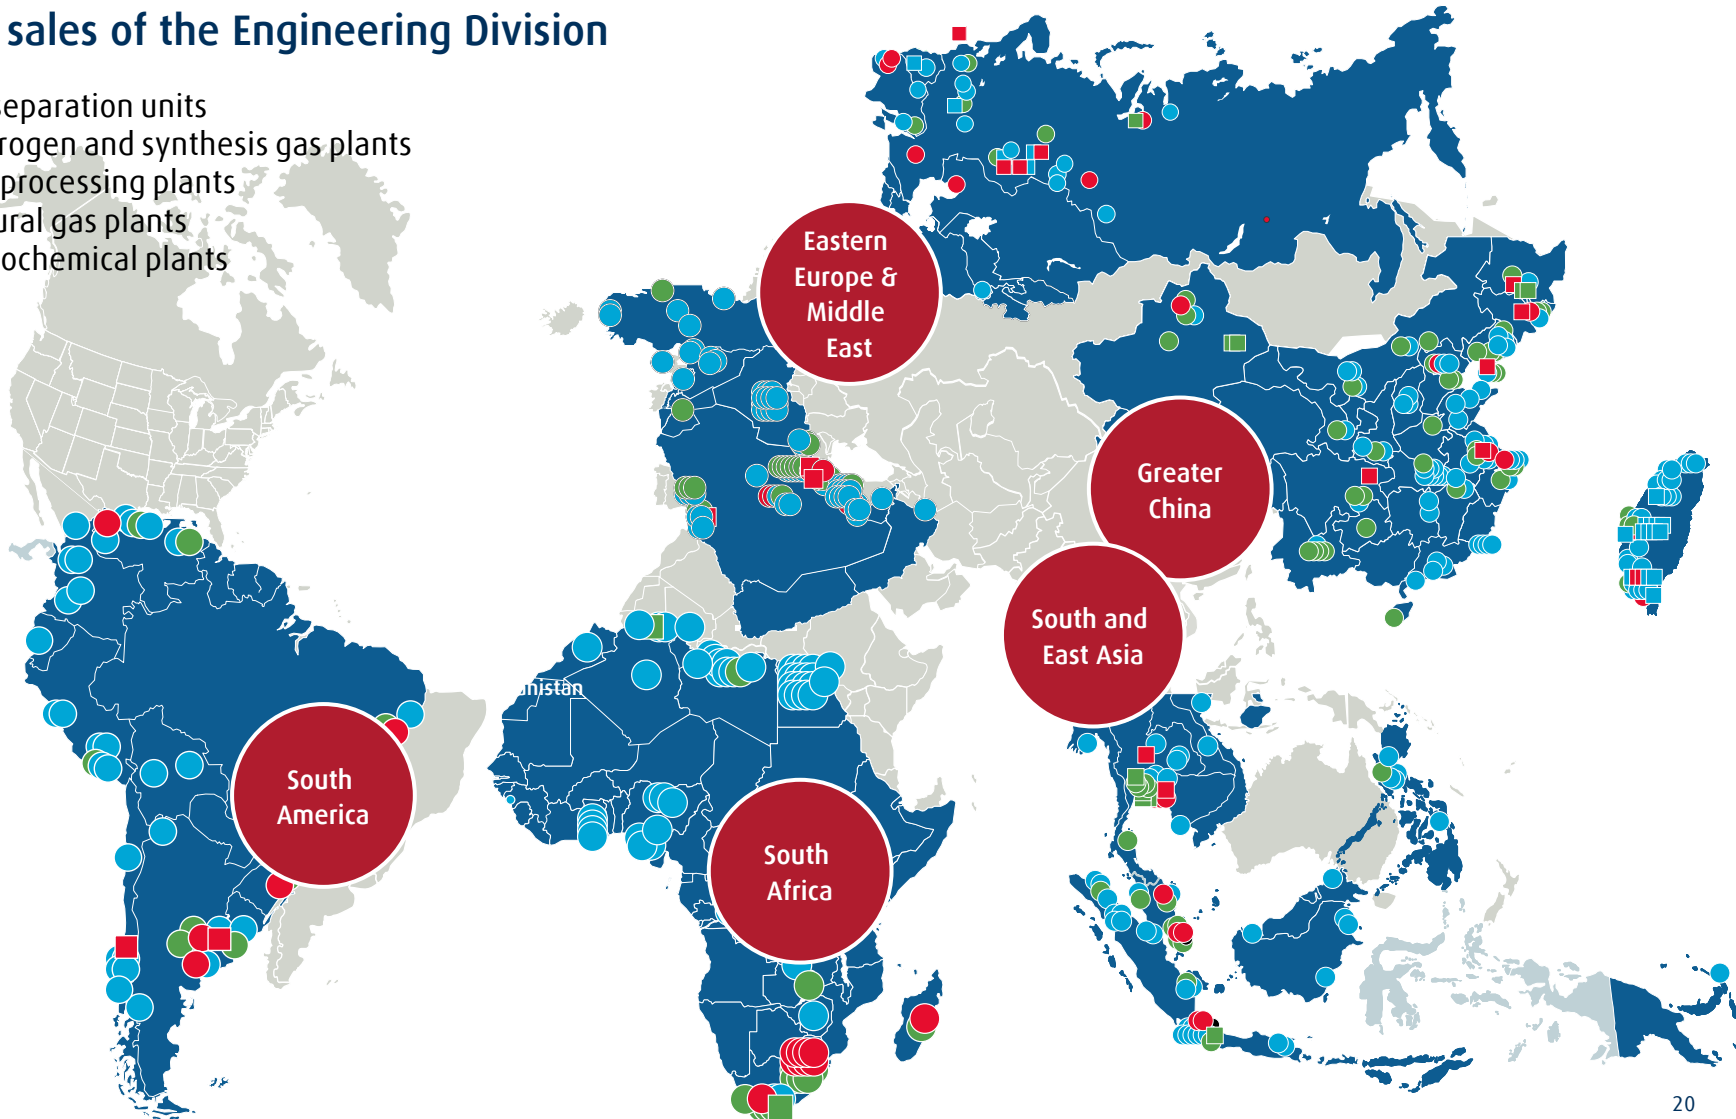 sales of the Engineering Division
separation units
rogen and synthesis gas plants
processing plants
ural gas plants
ochemical plants
Eastern
Europe &
Middle
East
Greater
China
South and
East Asia
nistan
South
America
South
Africa
20